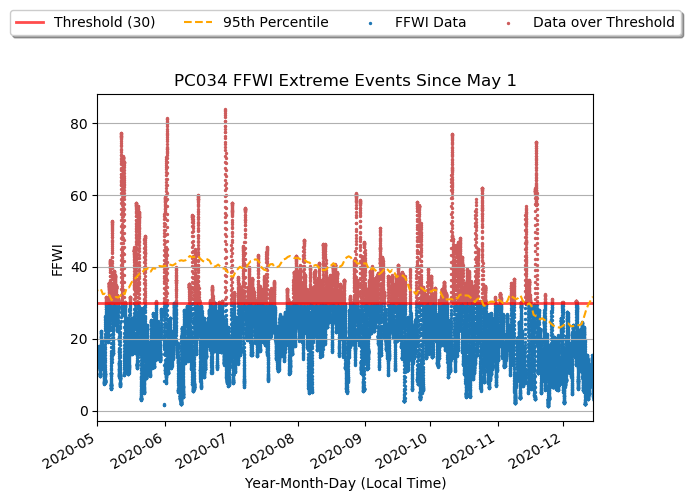 Threshold (30) 95th Percentile FFWI Data Data over Threshold
PC034 FFWI Extreme Events Since May 1
80
60
40
20
0
FFWI
2020-05 2020-06 2020-07 2020-08 2020-09 2020-10 2020-11 2020-12
Year-Month-Day (Local Time)